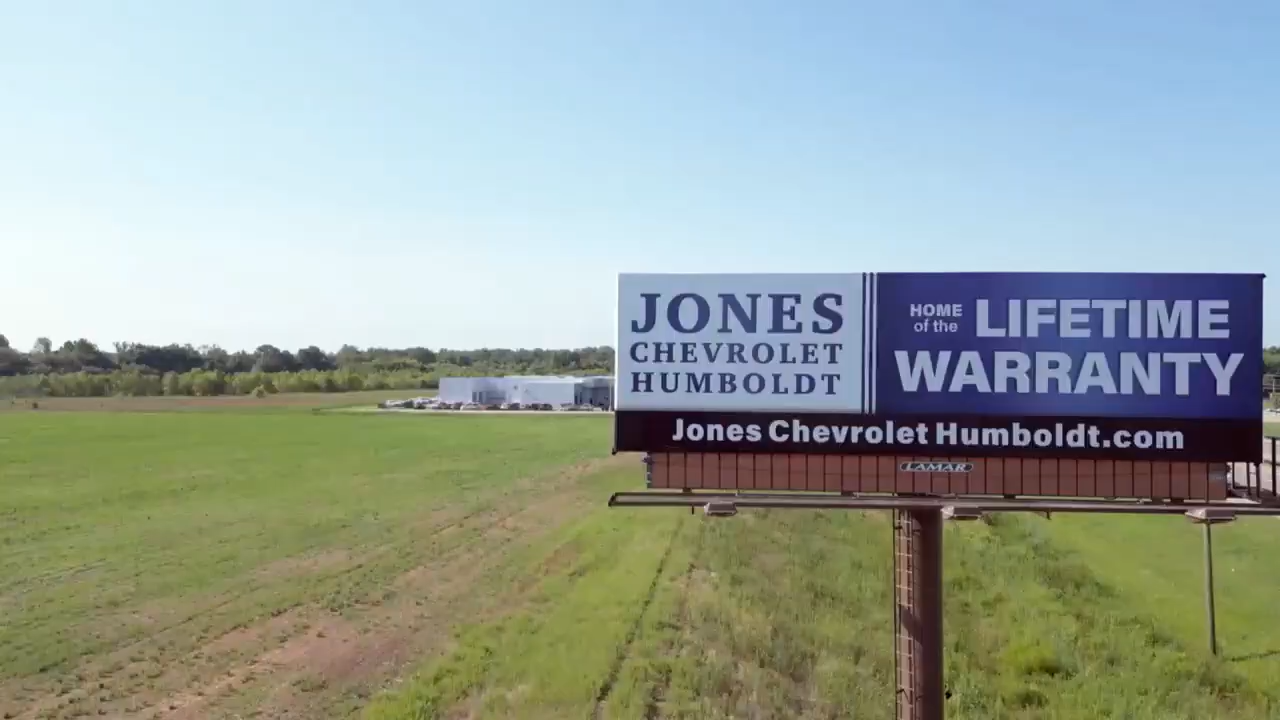 JONES
CHEVROLET
HUMBOLDT
HOME
of the
LIFETIME
WARRANTY
Jones Chevrolet Humboldt.com
LAMAR